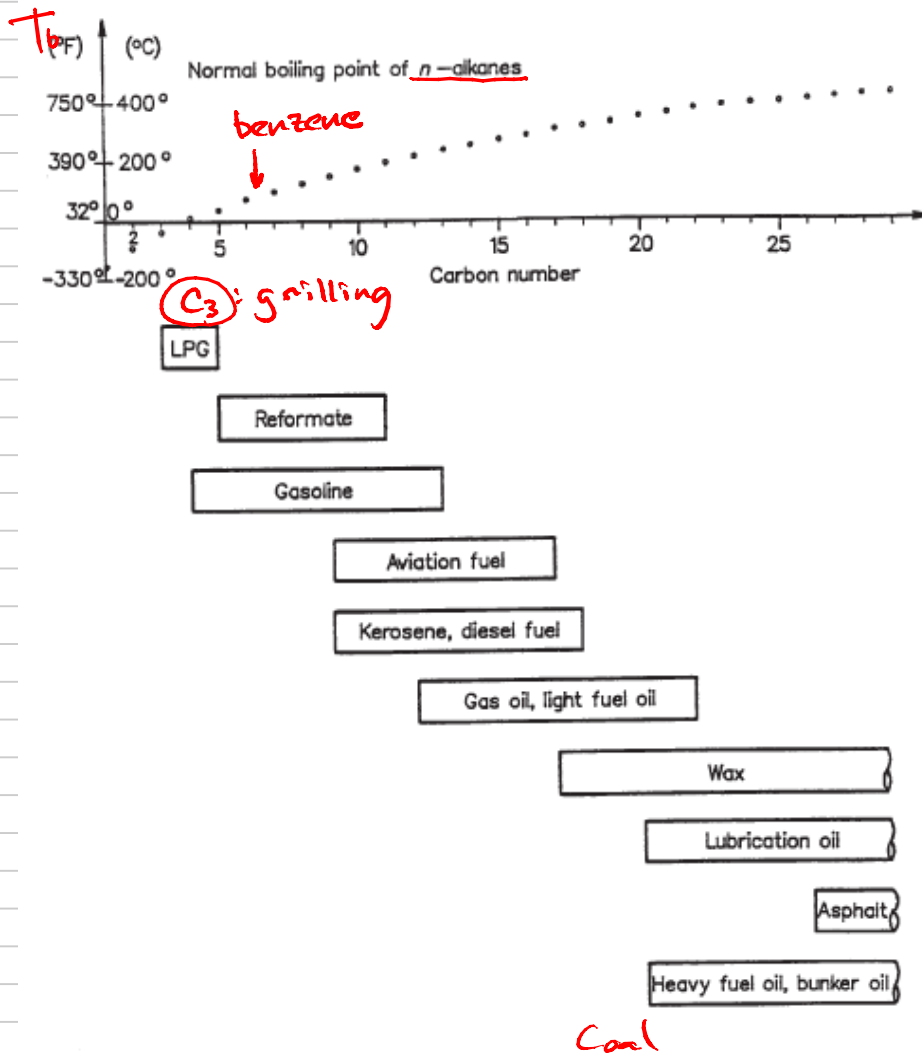 Tb
(°F) (°C)
Normal boiling point of n-alkanes
750° 400°
benzene
390° 200°
32° 0°
2 5 10 15 20 25
-330° -200°
Carbon number
C3: grilling
LPG
Reformate
Gasoline
Aviation fuel
Kerosene, diesel fuel
Gas oil, light fuel oil
Wax
Lubrication oil
Asphalt
Heavy fuel oil, bunker oil
Coal